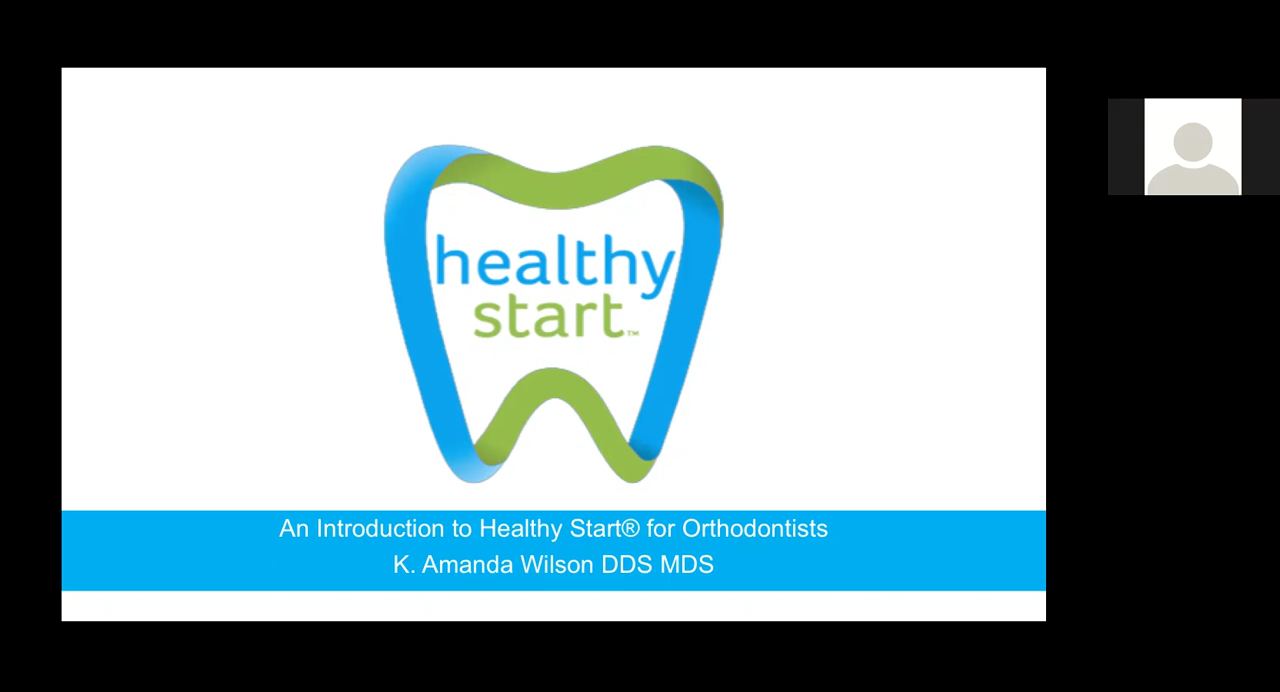 healthy
start™
An Introduction to Healthy Start® for Orthodontists
K. Amanda Wilson DDS MDS